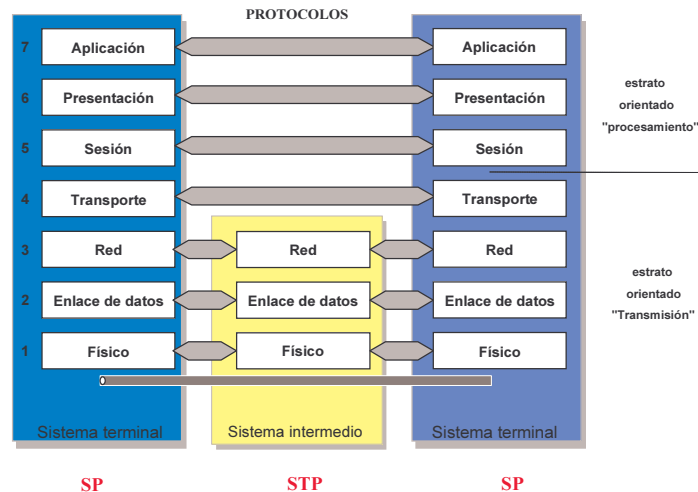 PROTOCOLOS
7 Aplicación Aplicación
6 Presentación Presentación
5 Sesión Sesión
4 Transporte Transporte
3 Red Red Red
2 Enlace de datos Enlace de datos Enlace de datos
1 Físico Físico Físico
Sistema terminal Sistema intermedio Sistema terminal
SP STP SP
estrato
orientado
"procesamiento"
estrato
orientado
"Transmisión"